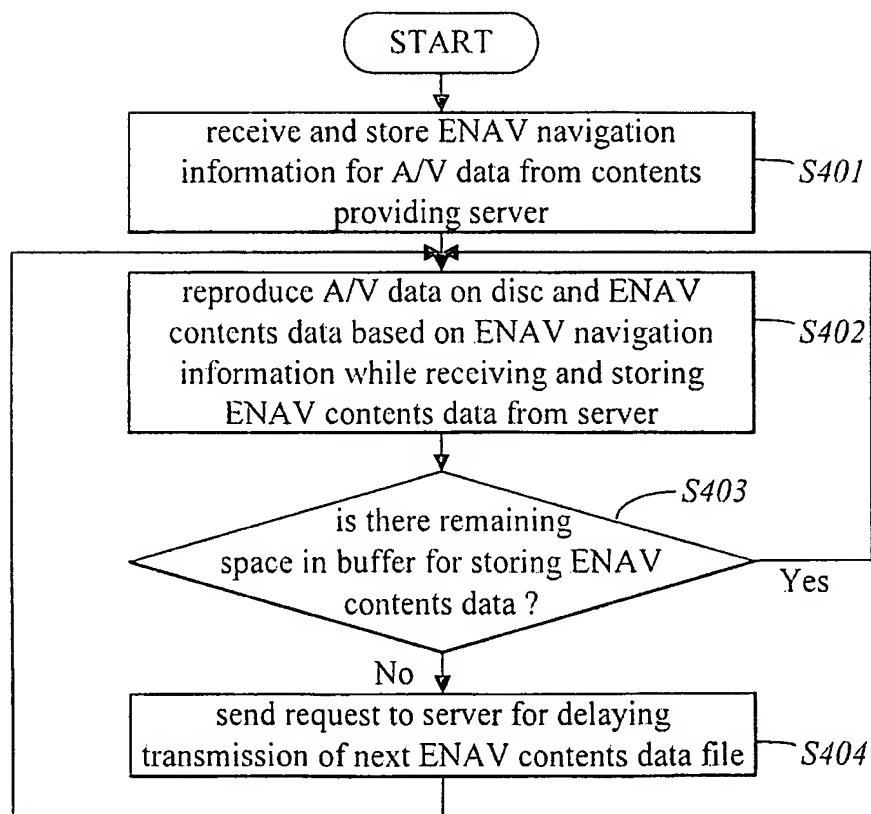 START
receive and store ENAV navigation
information for A/V data from contents
providing server
S401
reproduce A/V data on disc and ENAV
contents data based on ENAV navigation
information while receiving and storing
ENAV contents data from server
S402
S403
is there remaining
space in buffer for storing ENAV
contents data ?
Yes
No
send request to server for delaying
transmission of next ENAV contents data file
S404